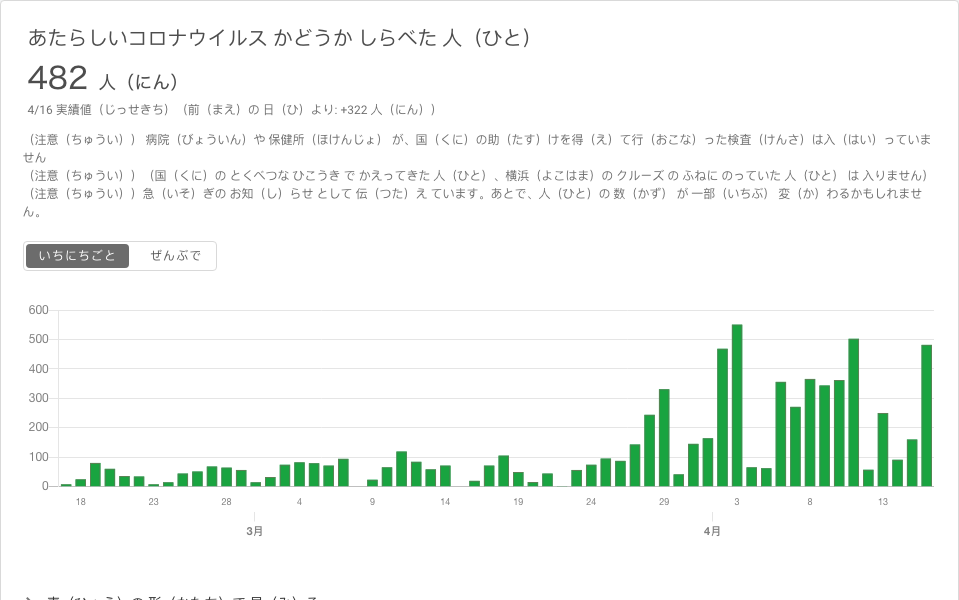 あたらしいコロナウイルス かどうか しらべた 人（ひと）
482 人（にん）
4/16 実績値（じっせきち）（前（まえ）の 日（ひ）より: +322 人（にん））
（注意（ちゅうい）） 病院（びょういん）や 保健所（ほけんじょ） が、国（くに）の助（たす）けを得（え）て行（おこな）った検査（けんさ）は入（はい）っていま
せん
（注意（ちゅうい））（国（くに）の とくべつな ひこうき で かえってきた 人（ひと）、横浜（よこはま）の クルーズ の ふねに のっていた 人（ひと） は 入りません）
（注意（ちゅうい））急（いそ）ぎの お知（し）らせ として 伝（つた）え ています。あとで、人（ひと）の 数（かず） が 一部（いちぶ） 変（か）わるかもしれませ
ん。
いちにちごと ぜんぶで
600
500
400
300
200
100
0
18 23 28 4 9 14 19 24 29 3 8 13
3月 4月